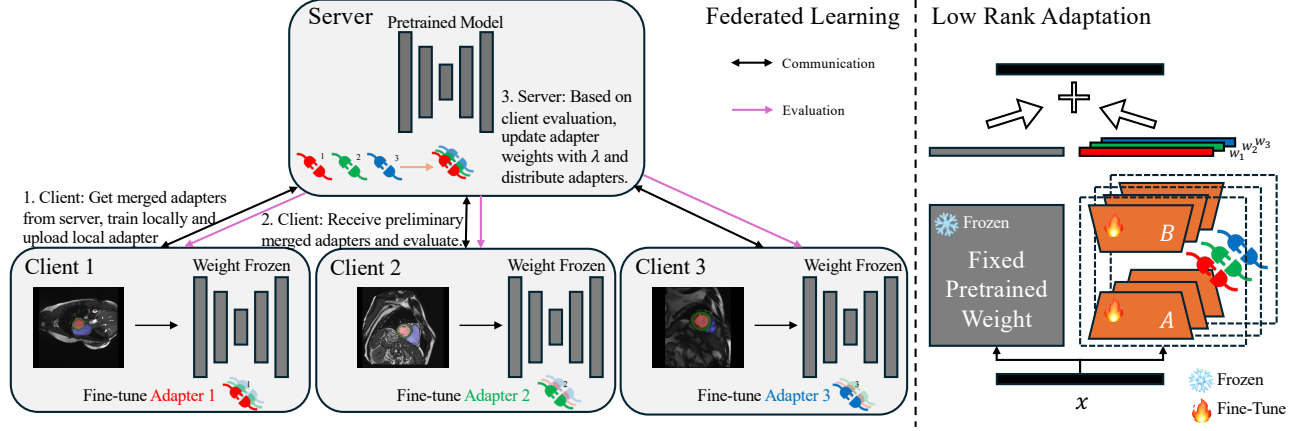 Server
Pretrained Model
3. Server: Based on
client evaluation,
update adapter
weights with λ and
distribute adapters.
1
2
3
Federated Learning
Communication
Evaluation
1. Client: Get merged adapters
from server, train locally and
upload local adapter
2. Client: Receive preliminary
merged adapters and evaluate.
Client 1
Weight Frozen
Fine-tune Adapter 1
1
Client 2
Weight Frozen
Fine-tune Adapter 2
2
Client 3
Weight Frozen
Fine-tune Adapter 3
3
Low Rank Adaptation
w1 w2 w3
Frozen
Fixed
Pretrained
Weight
B
A
x
Frozen
Fine-Tune